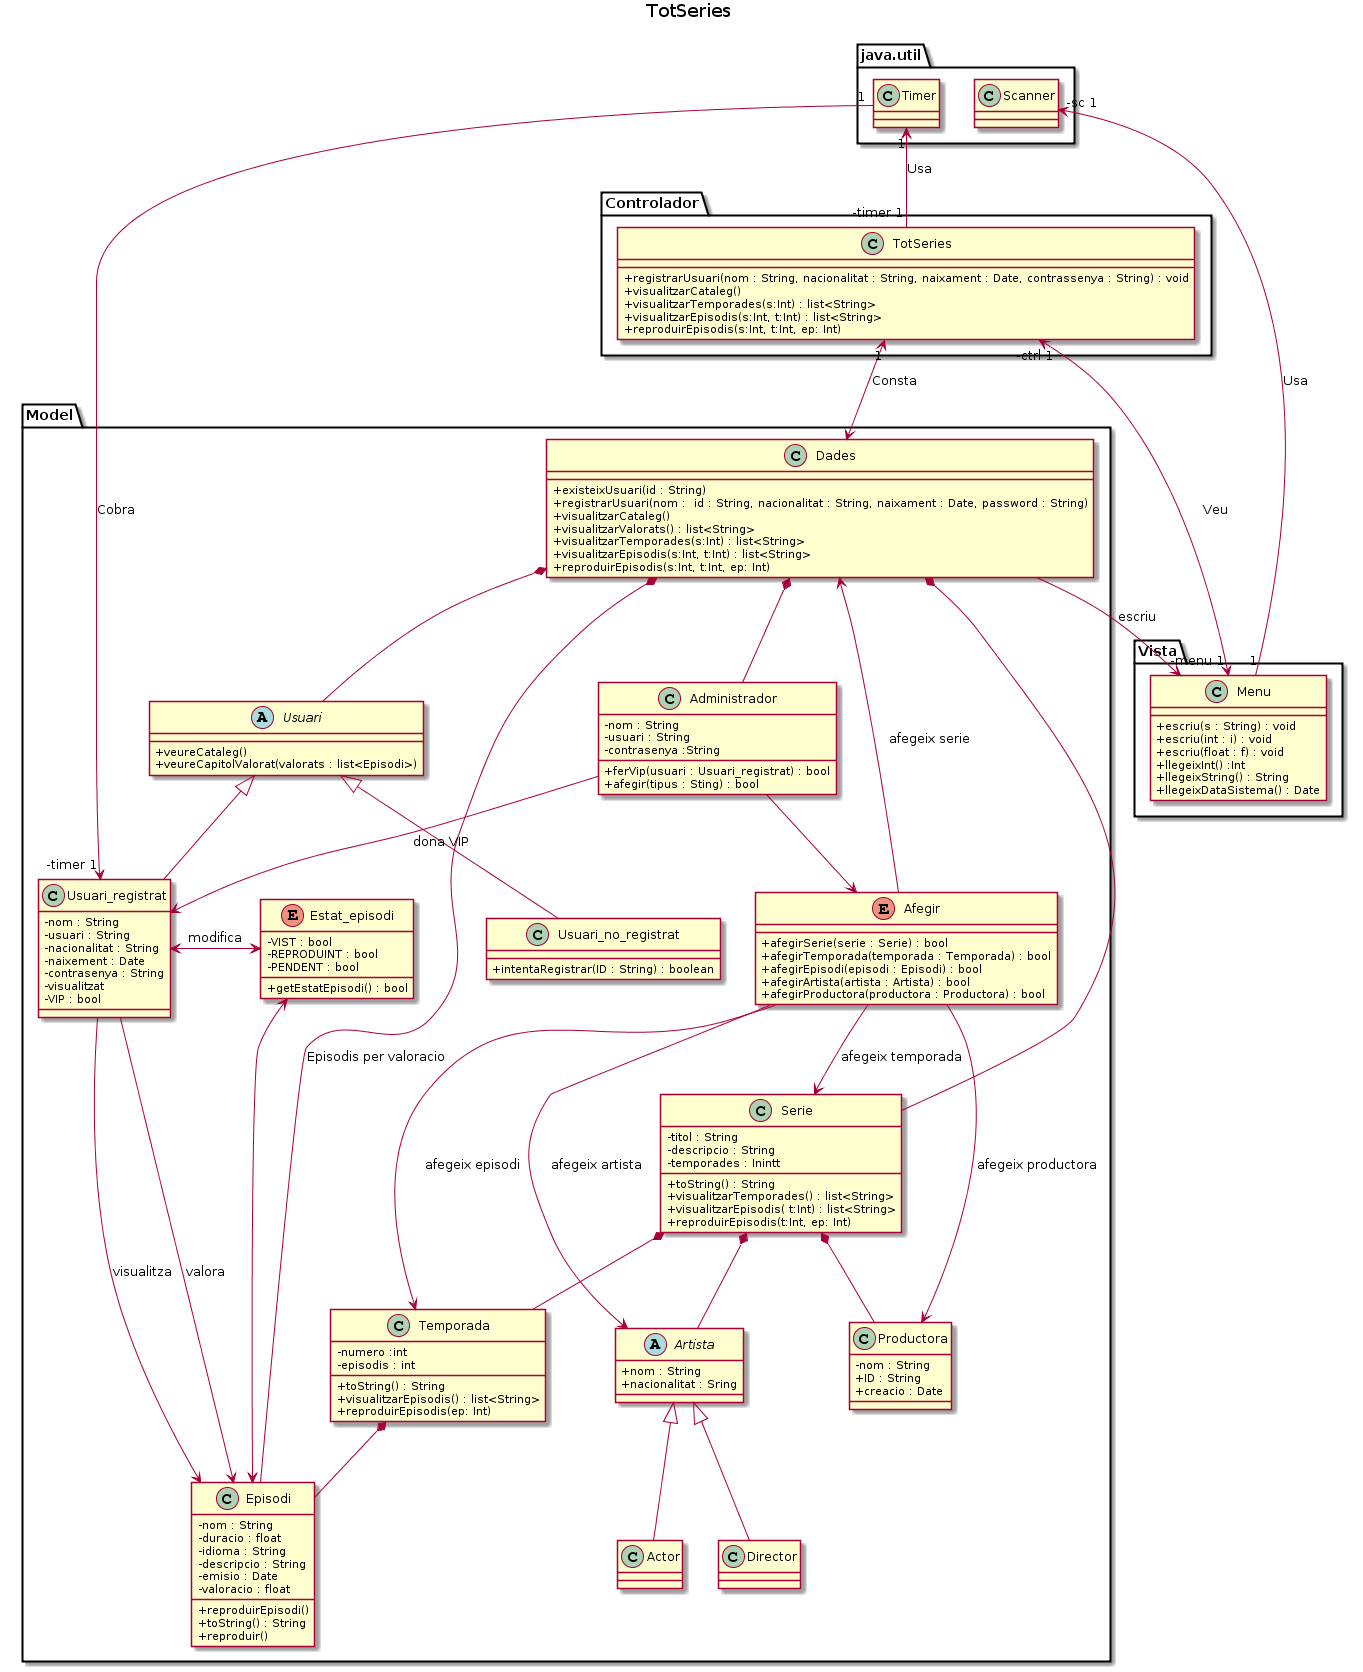 TotSeries
java.util
C Timer
C Scanner
1
-sc 1
1
Usa
-timer 1
Controlador
C TotSeries
+registrarUsuari(nom : String, nacionalitat : String, naixament : Date, contrassenya : String) : void
+visualitzarCataleg()
+visualitzarTemporades(s:Int) : list<String>
+visualitzarEpisodis(s:Int, t:Int) : list<String>
+reproduirEpisodis(s:Int, t:Int, ep: Int)
1
-ctrl 1
Consta
Usa
Model
C Dades
+existeixUsuari(id : String)
+registrarUsuari(nom :  id : String, nacionalitat : String, naixament : Date, password : String)
+visualitzarCataleg()
+visualitzarValorats() : list<String>
+visualitzarTemporades(s:Int) : list<String>
+visualitzarEpisodis(s:Int, t:Int) : list<String>
+reproduirEpisodis(s:Int, t:Int, ep: Int)
Cobra
Veu
escriu
Vista
-menu 1
1
C Menu
+escriu(s : String) : void
+escriu(int : i) : void
+escriu(float : f) : void
+llegeixInt() :Int
+llegeixString() : String
+llegeixDataSistema() : Date
A Usuari
+veureCataleg()
+veureCapitolValorat(valorats : list<Episodi>)
C Administrador
-nom : String
-usuari : String
-contrasenya :String
+ferVip(usuari : Usuari_registrat) : bool
+afegir(tipus : Sting) : bool
afegeix serie
dona VIP
-timer 1
C Usuari_registrat
-nom : String
-usuari : String
-nacionalitat : String
-naixement : Date
-contrasenya : String
-visualitzat
-VIP : bool
modifica
E Estat_episodi
-VIST : bool
-REPRODUINT : bool
-PENDENT : bool
+getEstatEpisodi() : bool
C Usuari_no_registrat
+intentaRegistrar(ID : String) : boolean
E Afegir
+afegirSerie(serie : Serie) : bool
+afegirTemporada(temporada : Temporada) : bool
+afegirEpisodi(episodi : Episodi) : bool
+afegirArtista(artista : Artista) : bool
+afegirProductora(productora : Productora) : bool
Episodis per valoracio
afegeix temporada
C Serie
-titol : String
-descripcio : String
-temporades : Inintt
+toString() : String
+visualitzarTemporades() : list<String>
+visualitzarEpisodis( t:Int) : list<String>
+reproduirEpisodis(t:Int, ep: Int)
afegeix episodi
afegeix artista
afegeix productora
visualitza
valora
C Temporada
-numero :int
-episodis : int
+toString() : String
+visualitzarEpisodis() : list<String>
+reproduirEpisodis(ep: Int)
A Artista
+nom : String
+nacionalitat : Sring
C Productora
-nom : String
+ID : String
+creacio : Date
C Episodi
-nom : String
-duracio : float
-idioma : String
-descripcio : String
-emisio : Date
-valoracio : float
+reproduirEpisodi()
+toString() : String
+reproduir()
C Actor
C Director